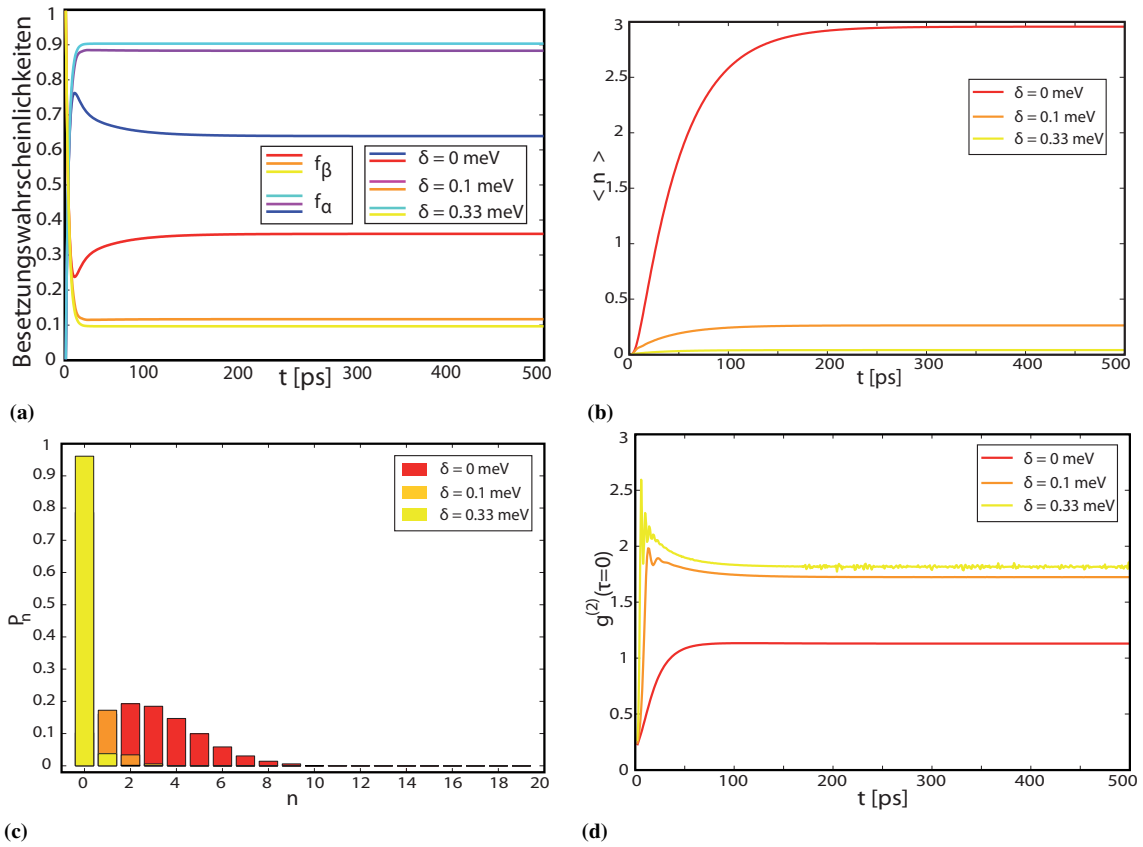 Besetzungswahrscheinlichkeiten
1
0.9
0.8
0.7
0.6
0.5
0.4
0.3
0.2
0.1
0
f_β
f_α
δ = 0 meV
δ = 0.1 meV
δ = 0.33 meV
0 100 200 300 400 500
t [ps]
(a)
< n >
3
2.5
2
1.5
1
0.5
0
δ = 0 meV
δ = 0.1 meV
δ = 0.33 meV
0 100 200 300 400 500
t [ps]
(b)
P_n
1
0.9
0.8
0.7
0.6
0.5
0.4
0.3
0.2
0.1
0
δ = 0 meV
δ = 0.1 meV
δ = 0.33 meV
0 2 4 6 8 10 12 14 16 18 20
n
(c)
g^(2)(τ=0)
3
2.5
2
1.5
1
0.5
0
δ = 0 meV
δ = 0.1 meV
δ = 0.33 meV
0 100 200 300 400 500
t [ps]
(d)